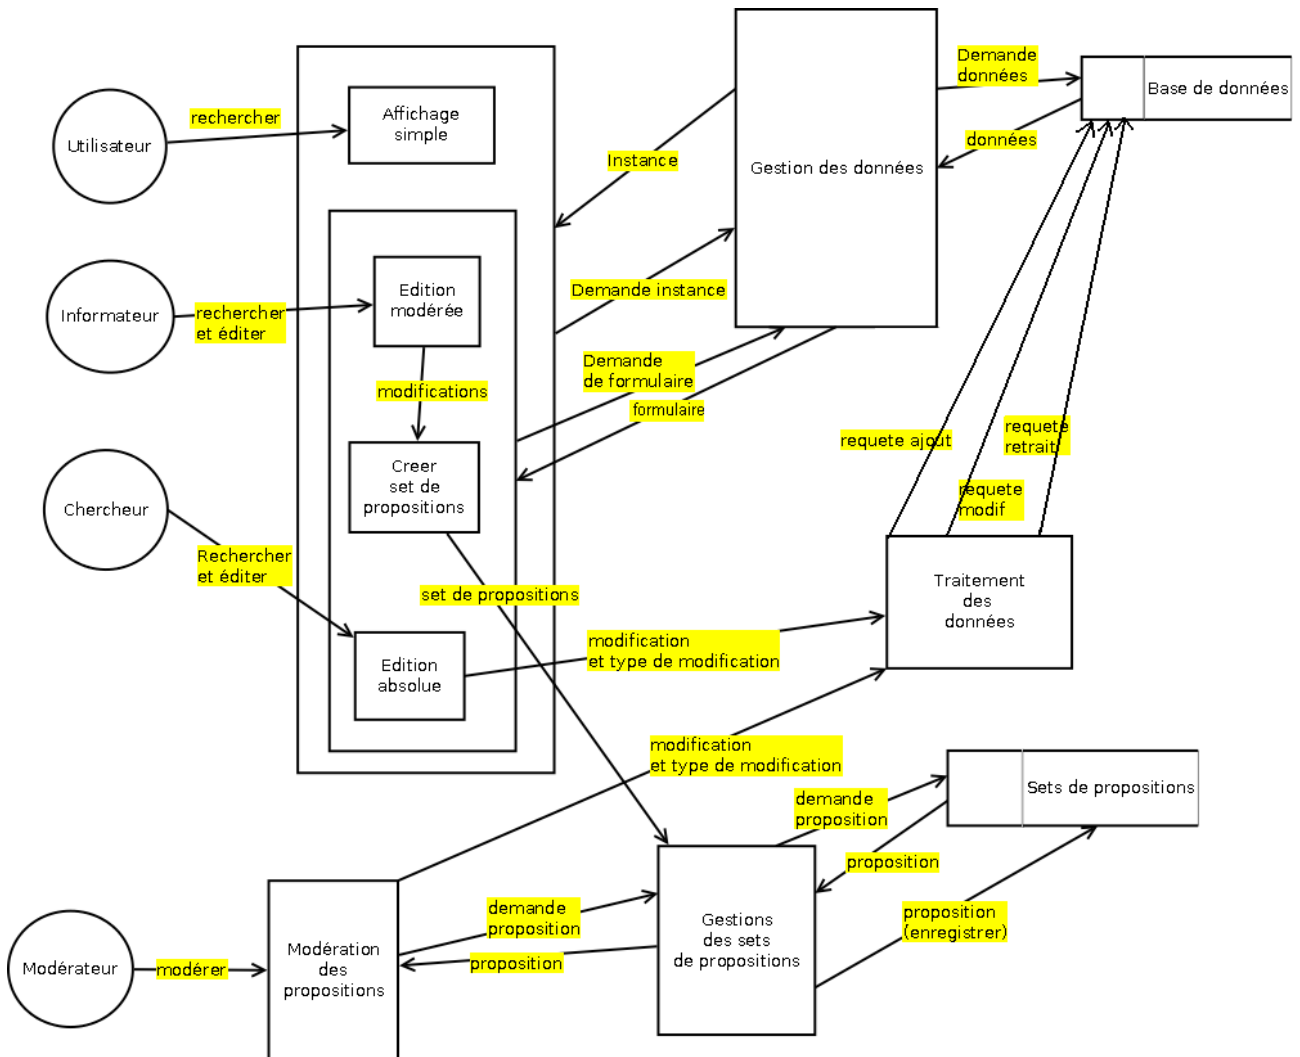 Demande
données
Base de données
Affichage
simple
rechercher
Utilisateur
données
Instance
Gestion des données
Edition
modérée
Demande instance
Informateur
rechercher
et éditer
Demande
de formulaire
modifications
formulaire
requete ajout
requete
retrait
Creer
set de
propositions
requete
modif
Chercheur
Rechercher
et éditer
Traitement
des
données
set de propositions
modification
et type de modification
Edition
absolue
modification
et type de modification
Sets de propositions
demande
proposition
proposition
demande
proposition
proposition
(enregistrer)
Gestions
des sets
de propositions
Modérateur
modérer
Modération
des
propositions
proposition